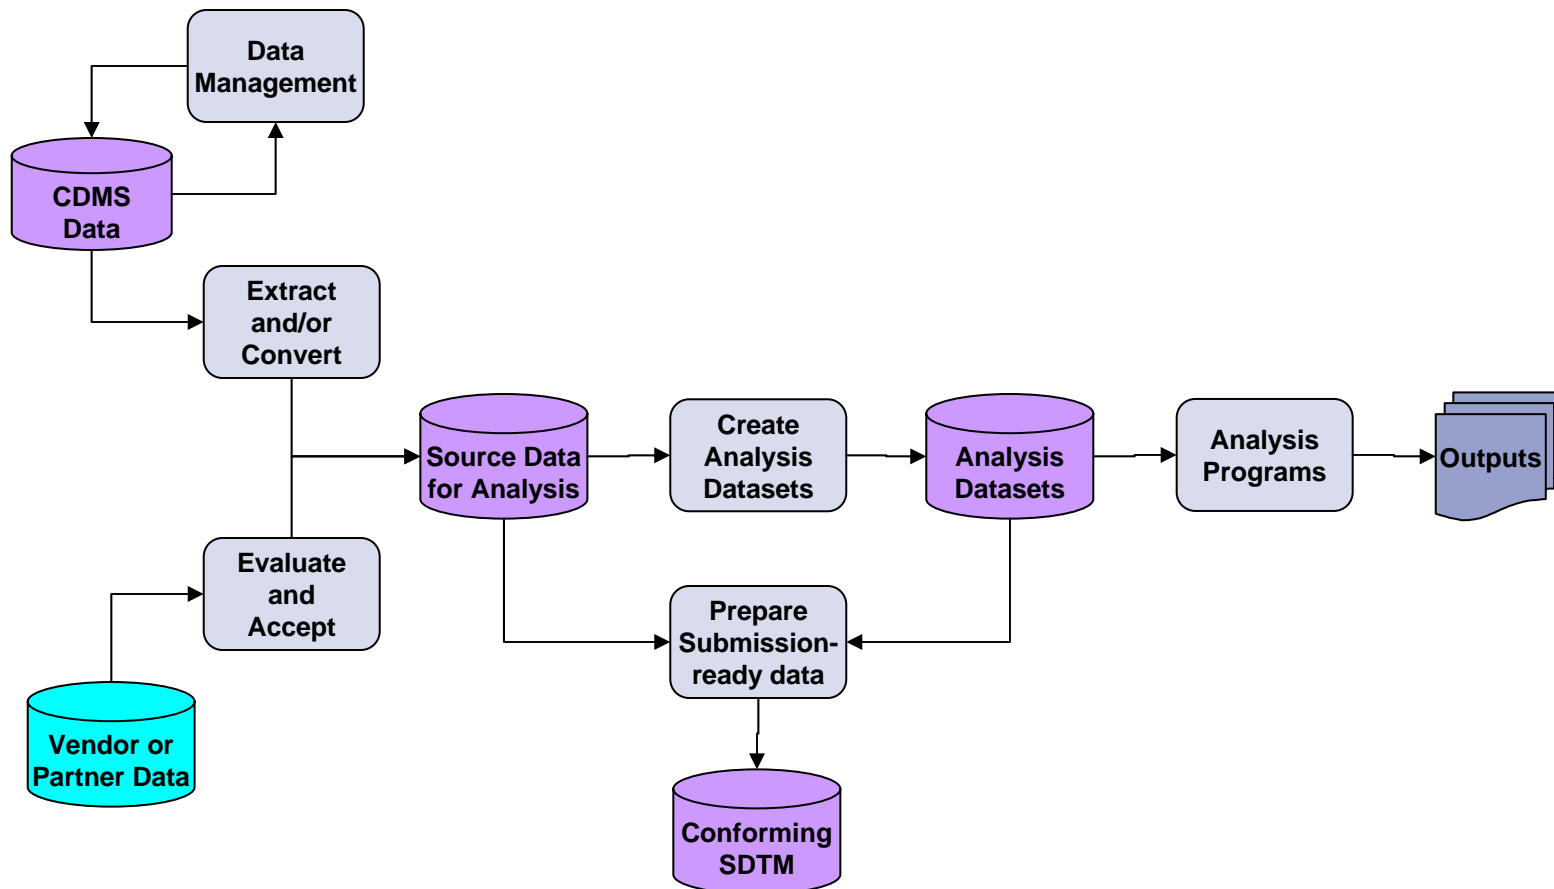 Data
Management
CDMS
Data
Extract
and/or
Convert
Source Data
for Analysis
Create
Analysis
Datasets
Analysis
Datasets
Analysis
Programs
Outputs
Evaluate
and
Accept
Prepare
Submission-
ready data
Vendor or
Partner Data
Conforming
SDTM